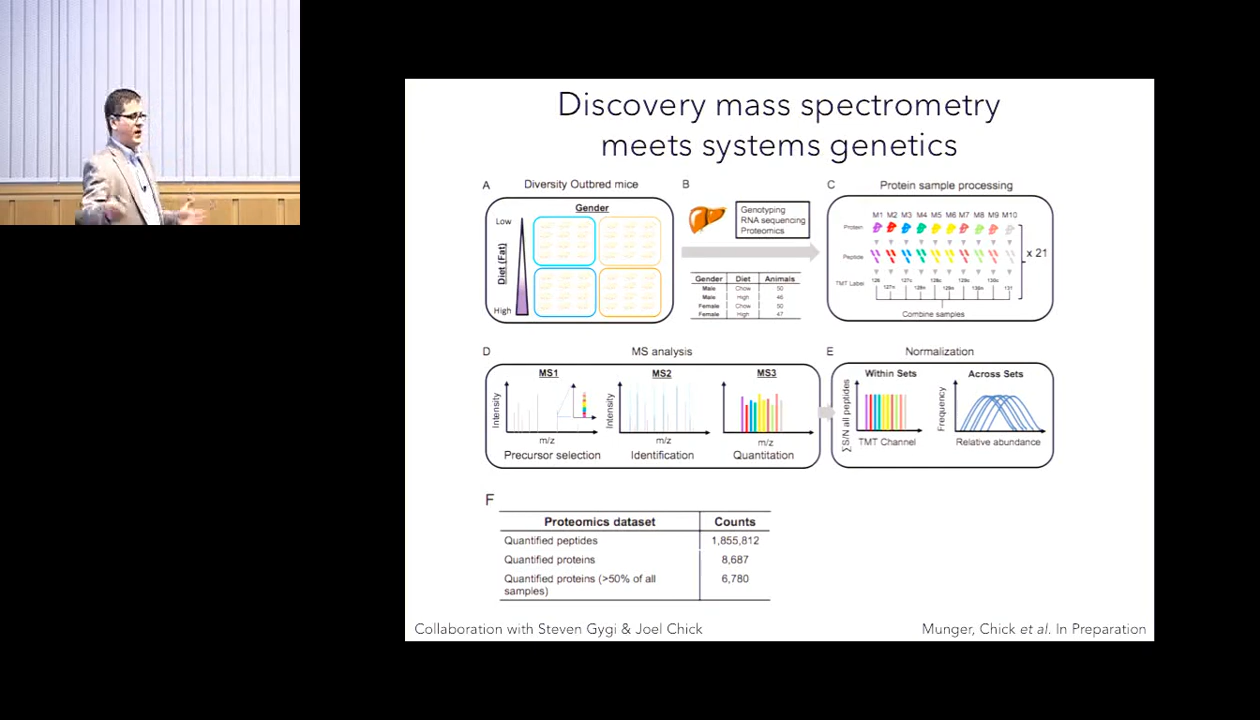 Discovery mass spectrometry
meets systems genetics
A
Diversity Outbred mice
Gender
Low
Diet (Fat)
High
B
Genotyping
RNA sequencing
Proteomics
Gender Diet Animals
Male Chow 50
Male High 46
Female Chow 50
Female High 47
C
Protein sample processing
M1 M2 M3 M4 M5 M6 M7 M8 M9 M10
Protein
Peptide
x 21
TMT Label
126 127n 127c 128n 128c 129n 129c 130n 130c 131
Combine samples
D
MS analysis
MS1
Intensity
m/z
Precursor selection
MS2
Intensity
m/z
Identification
MS3
m/z
Quantitation
E
Normalization
Within Sets
∑S/N all peptides
TMT Channel
Across Sets
Frequency
Relative abundance
F
Proteomics dataset Counts
Quantified peptides 1,855,812
Quantified proteins 8,687
Quantified proteins (>50% of all 6,780
samples)
Collaboration with Steven Gygi & Joel Chick
Munger, Chick et al. In Preparation